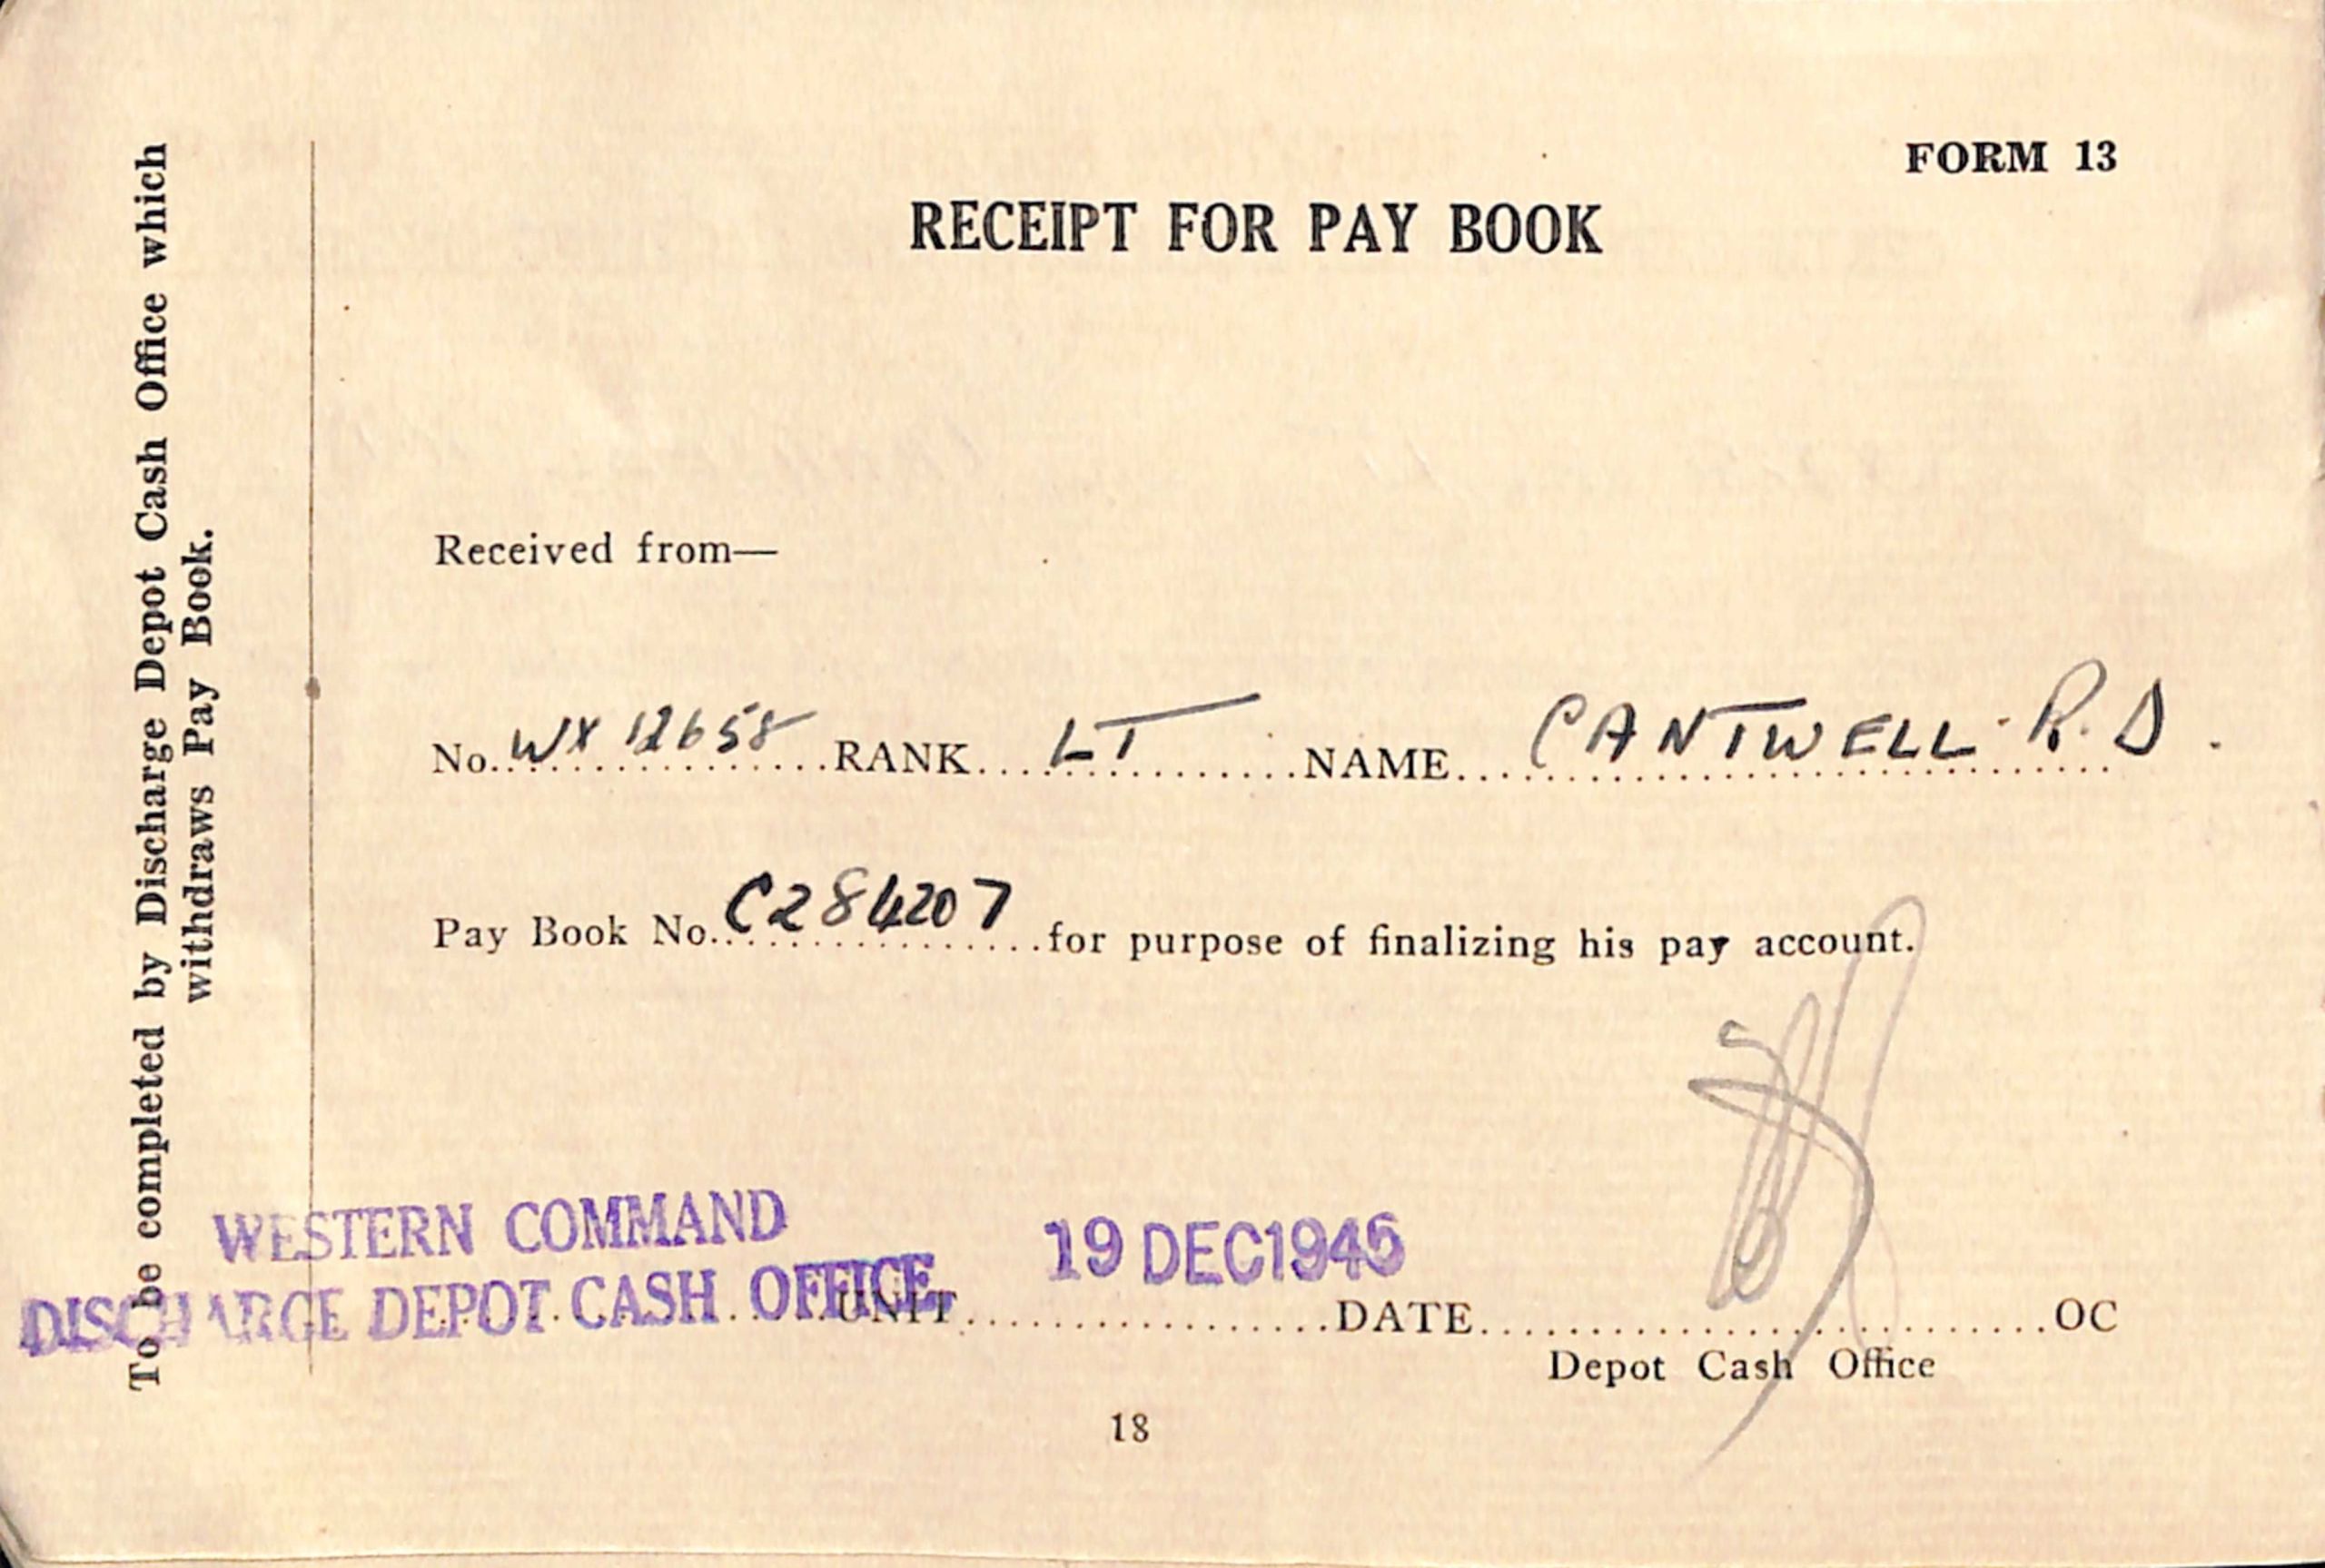 FORM 13
RECEIPT FOR PAY BOOK
To be completed by Discharge Depot Cash Office which
withdraws Pay Book.
Received from—
No. WX 12658 RANK LT NAME CANTWELL R.D.
Pay Book No. C284207 for purpose of finalizing his pay account.
WESTERN COMMAND
DISCHARGE DEPOT CASH OFFICE
19 DEC 1945
UNIT DATE OC
Depot Cash Office
18